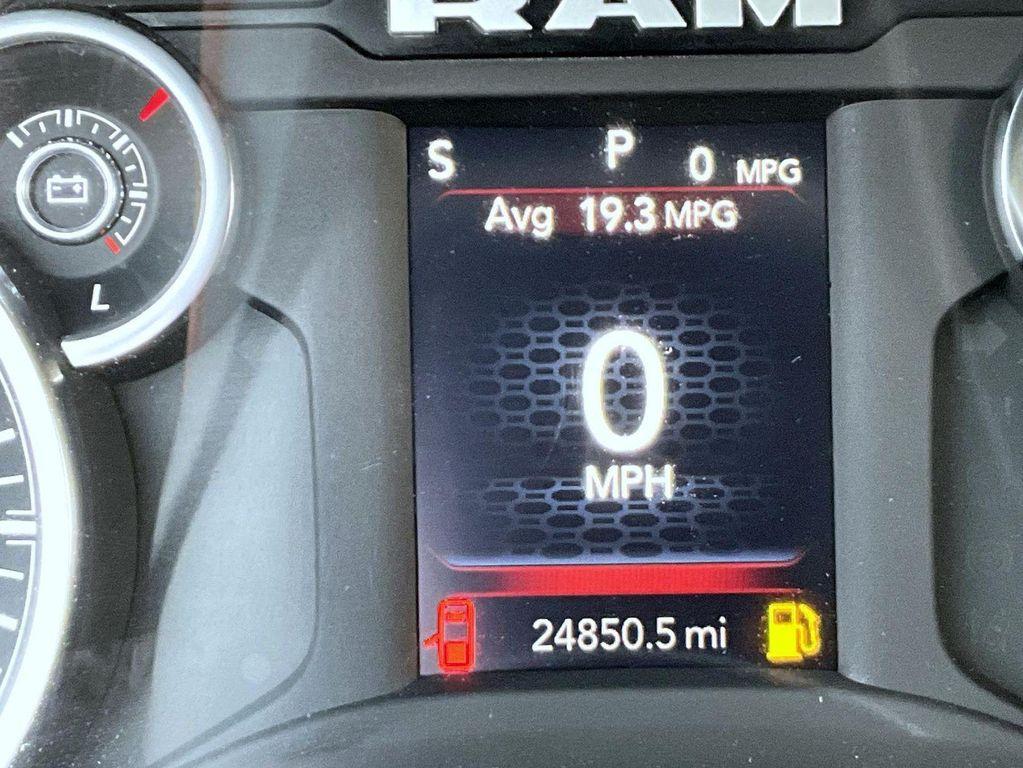 RAM
S P 0 MPG
Avg 19.3 MPG
L
0
MPH
24850.5 mi